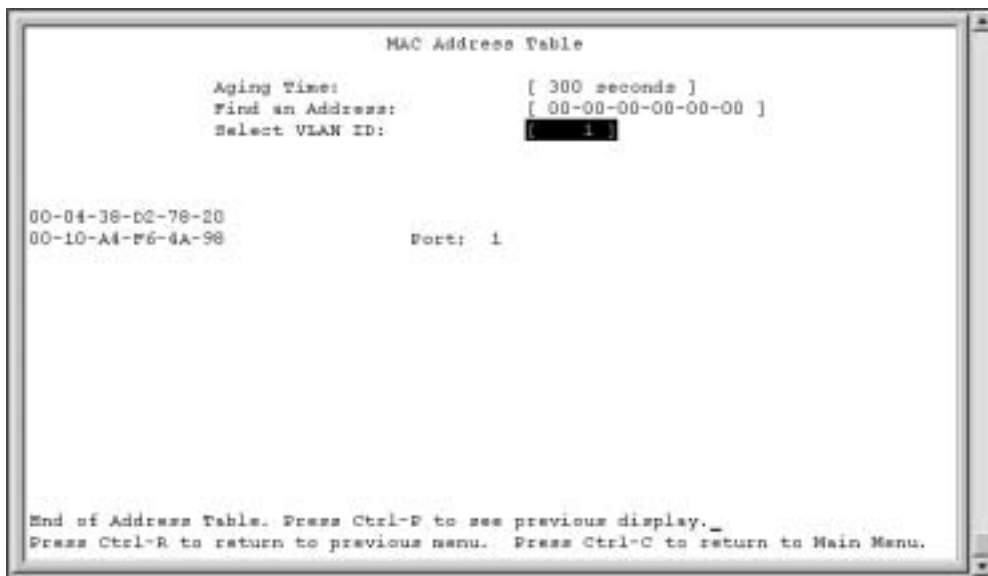 MAC Address Table
Aging Time: [ 300 seconds ]
Find an Address: [ 00-00-00-00-00-00 ]
Select VLAN ID: [ 1 ]
00-04-38-D2-78-20
00-10-A4-F6-4A-98 Port: 1
End of Address Table. Press Ctrl-P to see previous display._
Press Ctrl-R to return to previous menu. Press Ctrl-C to return to Main Menu.